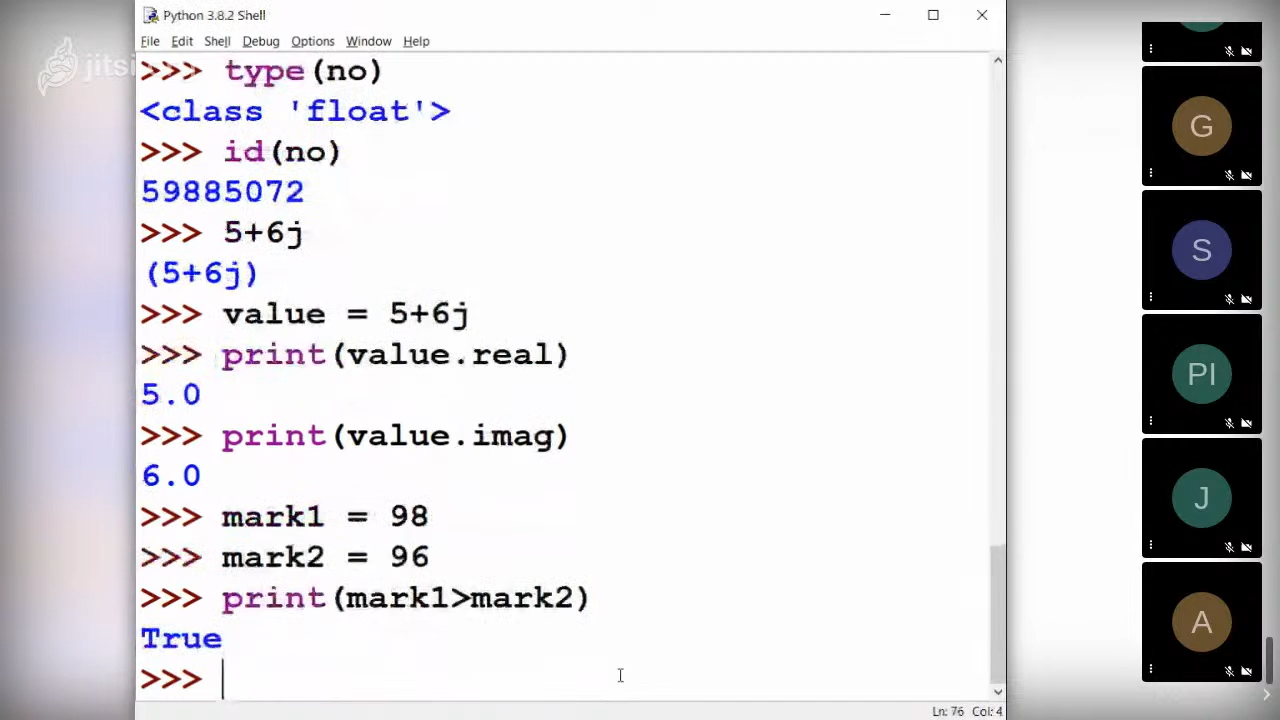 Python 3.8.2 Shell
File Edit Shell Debug Options Window Help
jitsi
>>> type(no)
<class 'float'>
>>> id(no)
59885072
>>> 5+6j
(5+6j)
>>> value = 5+6j
>>> print(value.real)
5.0
>>> print(value.imag)
6.0
>>> mark1 = 98
>>> mark2 = 96
>>> print(mark1>mark2)
True
>>>
Ln: 76 Col: 4
G
S
PI
J
A